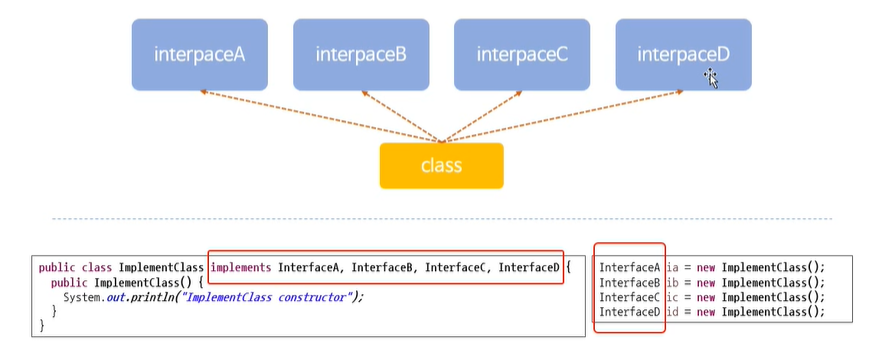 interpaceA
interpaceB
interpaceC
interpaceD
class
public class ImplementClass implements InterfaceA, InterfaceB, InterfaceC, InterfaceD {
public ImplementClass() {
System.out.println("ImplementClass constructor");
}
}
InterfaceA ia = new ImplementClass();
InterfaceB ib = new ImplementClass();
InterfaceC ic = new ImplementClass();
InterfaceD id = new ImplementClass();